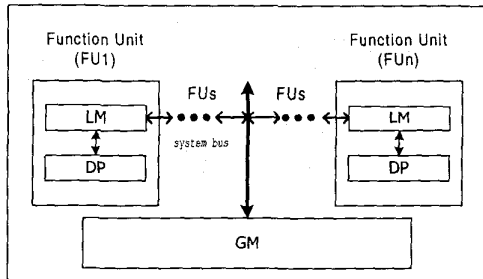 Function Unit
(FU1)
Function Unit
(FUn)
FUs
FUs
LM
LM
system bus
DP
DP
GM